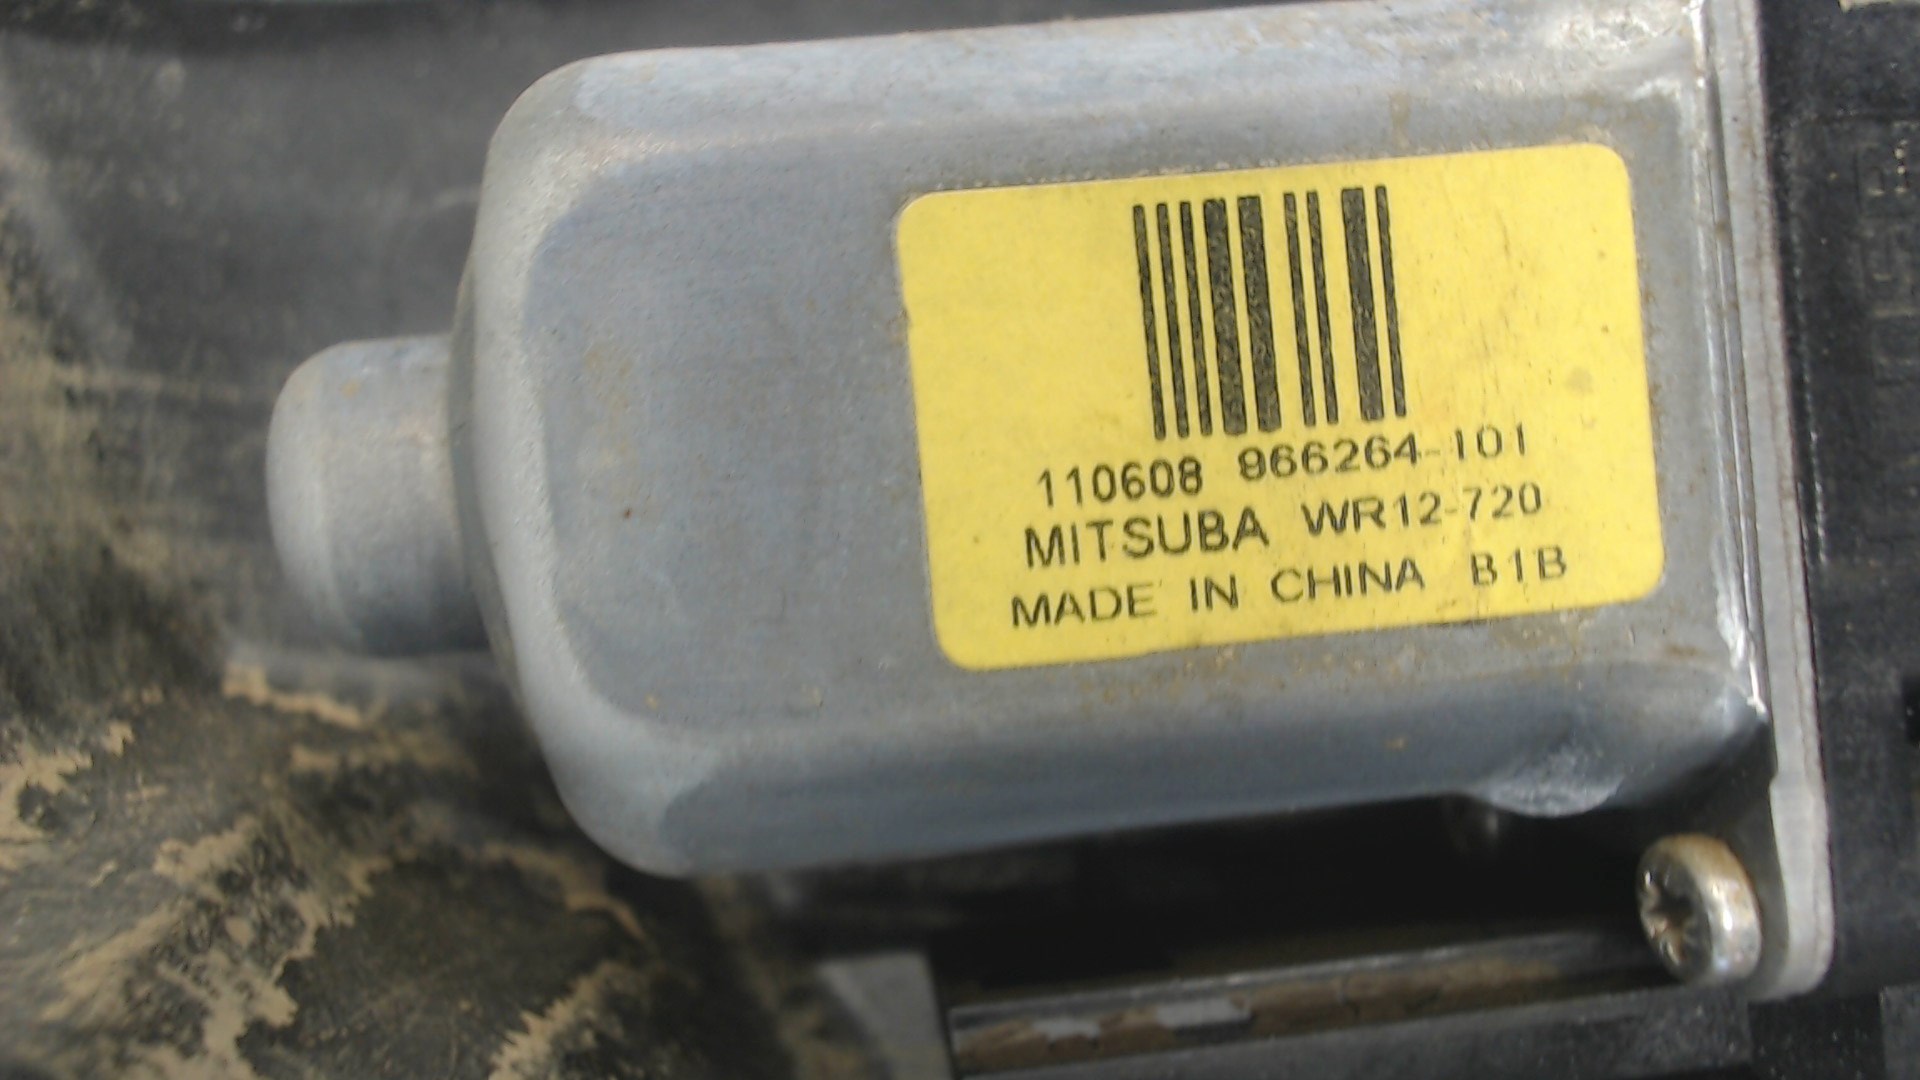 110608 966264-101
MITSUBA WR12-720
MADE IN CHINA B1B